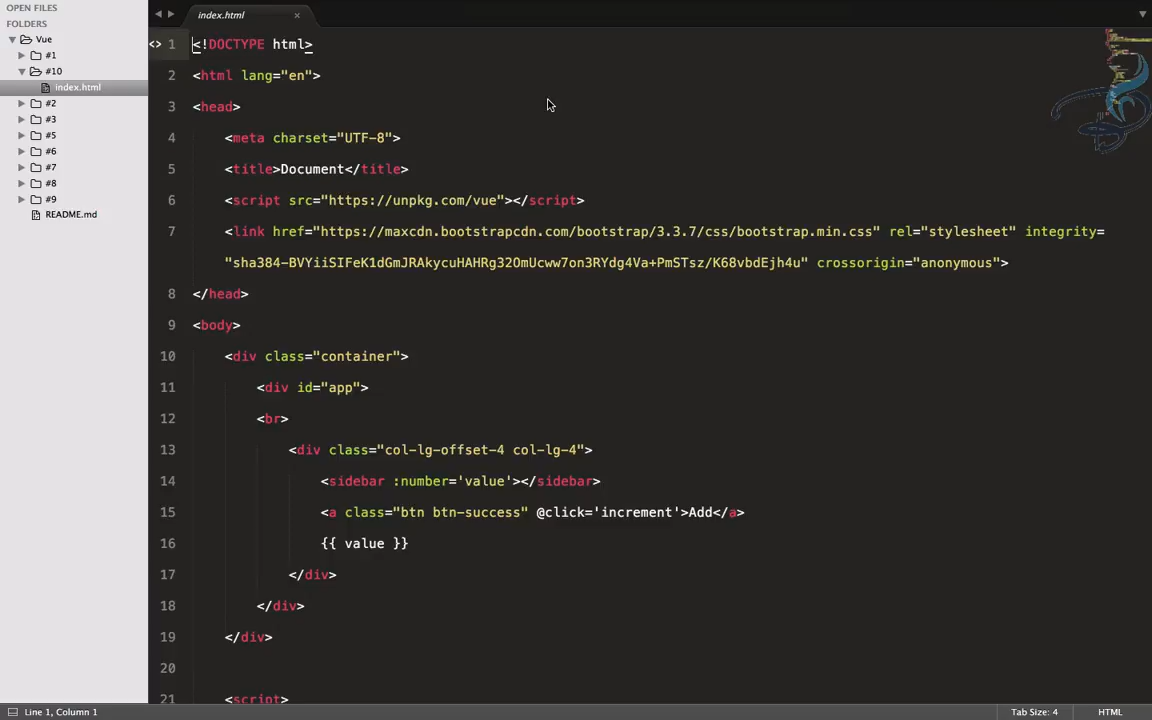 OPEN FILES
FOLDERS
Vue
#1
#10
index.html
#2
#3
#5
#6
#7
#8
#9
README.md
index.html
1 <!DOCTYPE html>
2 <html lang="en">
3 <head>
4 <meta charset="UTF-8">
5 <title>Document</title>
6 <script src="https://unpkg.com/vue"></script>
7 <link href="https://maxcdn.bootstrapcdn.com/bootstrap/3.3.7/css/bootstrap.min.css" rel="stylesheet" integrity=
"sha384-BVYiiSIFeK1dGmJRAkycuHAHRg32OmUcww7on3RYdg4Va+PmSTsz/K68vbdEjh4u" crossorigin="anonymous">
8 </head>
9 <body>
10 <div class="container">
11 <div id="app">
12 <br>
13 <div class="col-lg-offset-4 col-lg-4">
14 <sidebar :number='value'></sidebar>
15 <a class="btn btn-success" @click='increment'>Add</a>
16 {{ value }}
17 </div>
18 </div>
19 </div>
20
21 <script>
Line 1, Column 1
Tab Size: 4
HTML